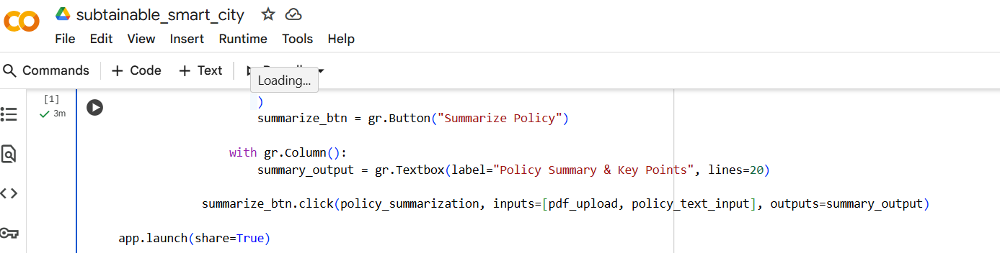 subtainable_smart_city
File Edit View Insert Runtime Tools Help
Commands + Code + Text
Loading...
[1]
3m
)
summarize_btn = gr.Button("Summarize Policy")
with gr.Column():
summary_output = gr.Textbox(label="Policy Summary & Key Points", lines=20)
summarize_btn.click(policy_summarization, inputs=[pdf_upload, policy_text_input], outputs=summary_output)
app.launch(share=True)